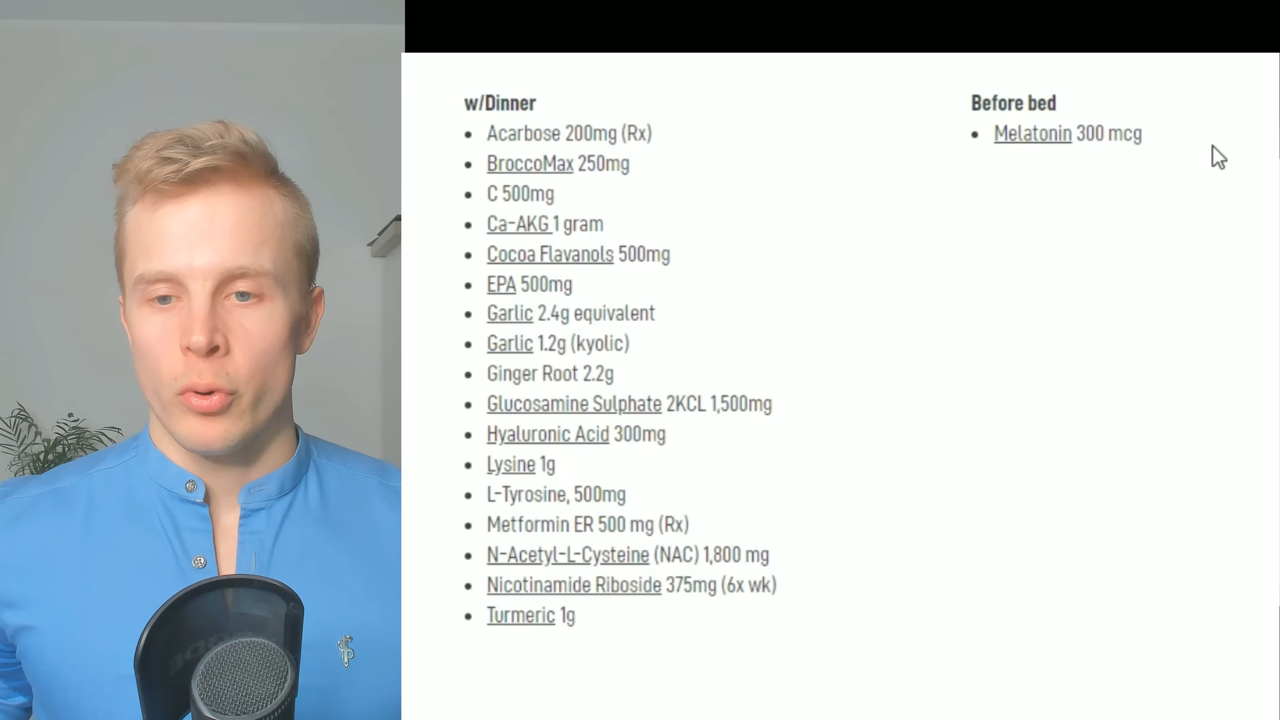 w/Dinner
Acarbose 200mg (Rx)
BroccoMax 250mg
C 500mg
Ca-AKG 1 gram
Cocoa Flavanols 500mg
EPA 500mg
Garlic 2.4g equivalent
Garlic 1.2g (kyolic)
Ginger Root 2.2g
Glucosamine Sulphate 2KCL 1,500mg
Hyaluronic Acid 300mg
Lysine 1g
L-Tyrosine, 500mg
Metformin ER 500 mg (Rx)
N-Acetyl-L-Cysteine (NAC) 1,800 mg
Nicotinamide Riboside 375mg (6x wk)
Turmeric 1g
Before bed
Melatonin 300 mcg